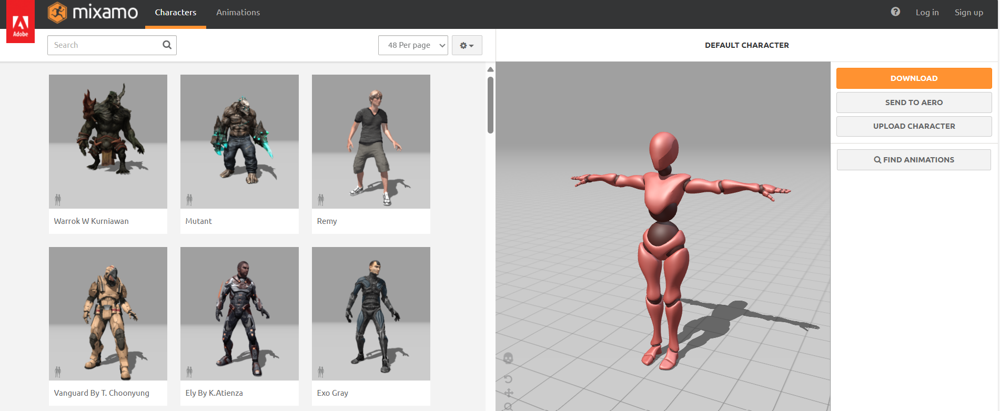 Adobe
mixamo
Characters
Animations
Log in
Sign up
Search
48 Per page
DEFAULT CHARACTER
DOWNLOAD
SEND TO AERO
UPLOAD CHARACTER
FIND ANIMATIONS
Warrok W Kurniawan
Mutant
Remy
Vanguard By T. Choonyung
Ely By K.Atienza
Exo Gray